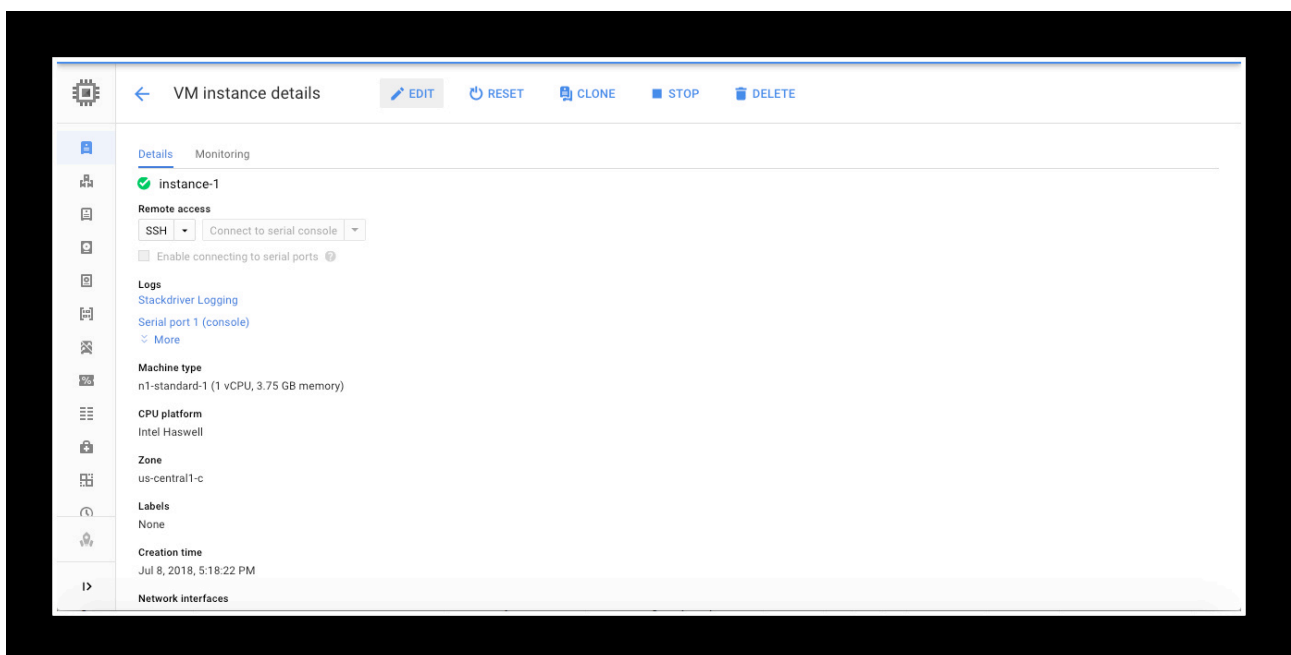 VM instance details EDIT RESET CLONE STOP DELETE
Details Monitoring
instance-1
Remote access
SSH Connect to serial console
Enable connecting to serial ports
Logs
Stackdriver Logging
Serial port 1 (console)
More
Machine type
n1-standard-1 (1 vCPU, 3.75 GB memory)
CPU platform
Intel Haswell
Zone
us-central1-c
Labels
None
Creation time
Jul 8, 2018, 5:18:22 PM
Network interfaces